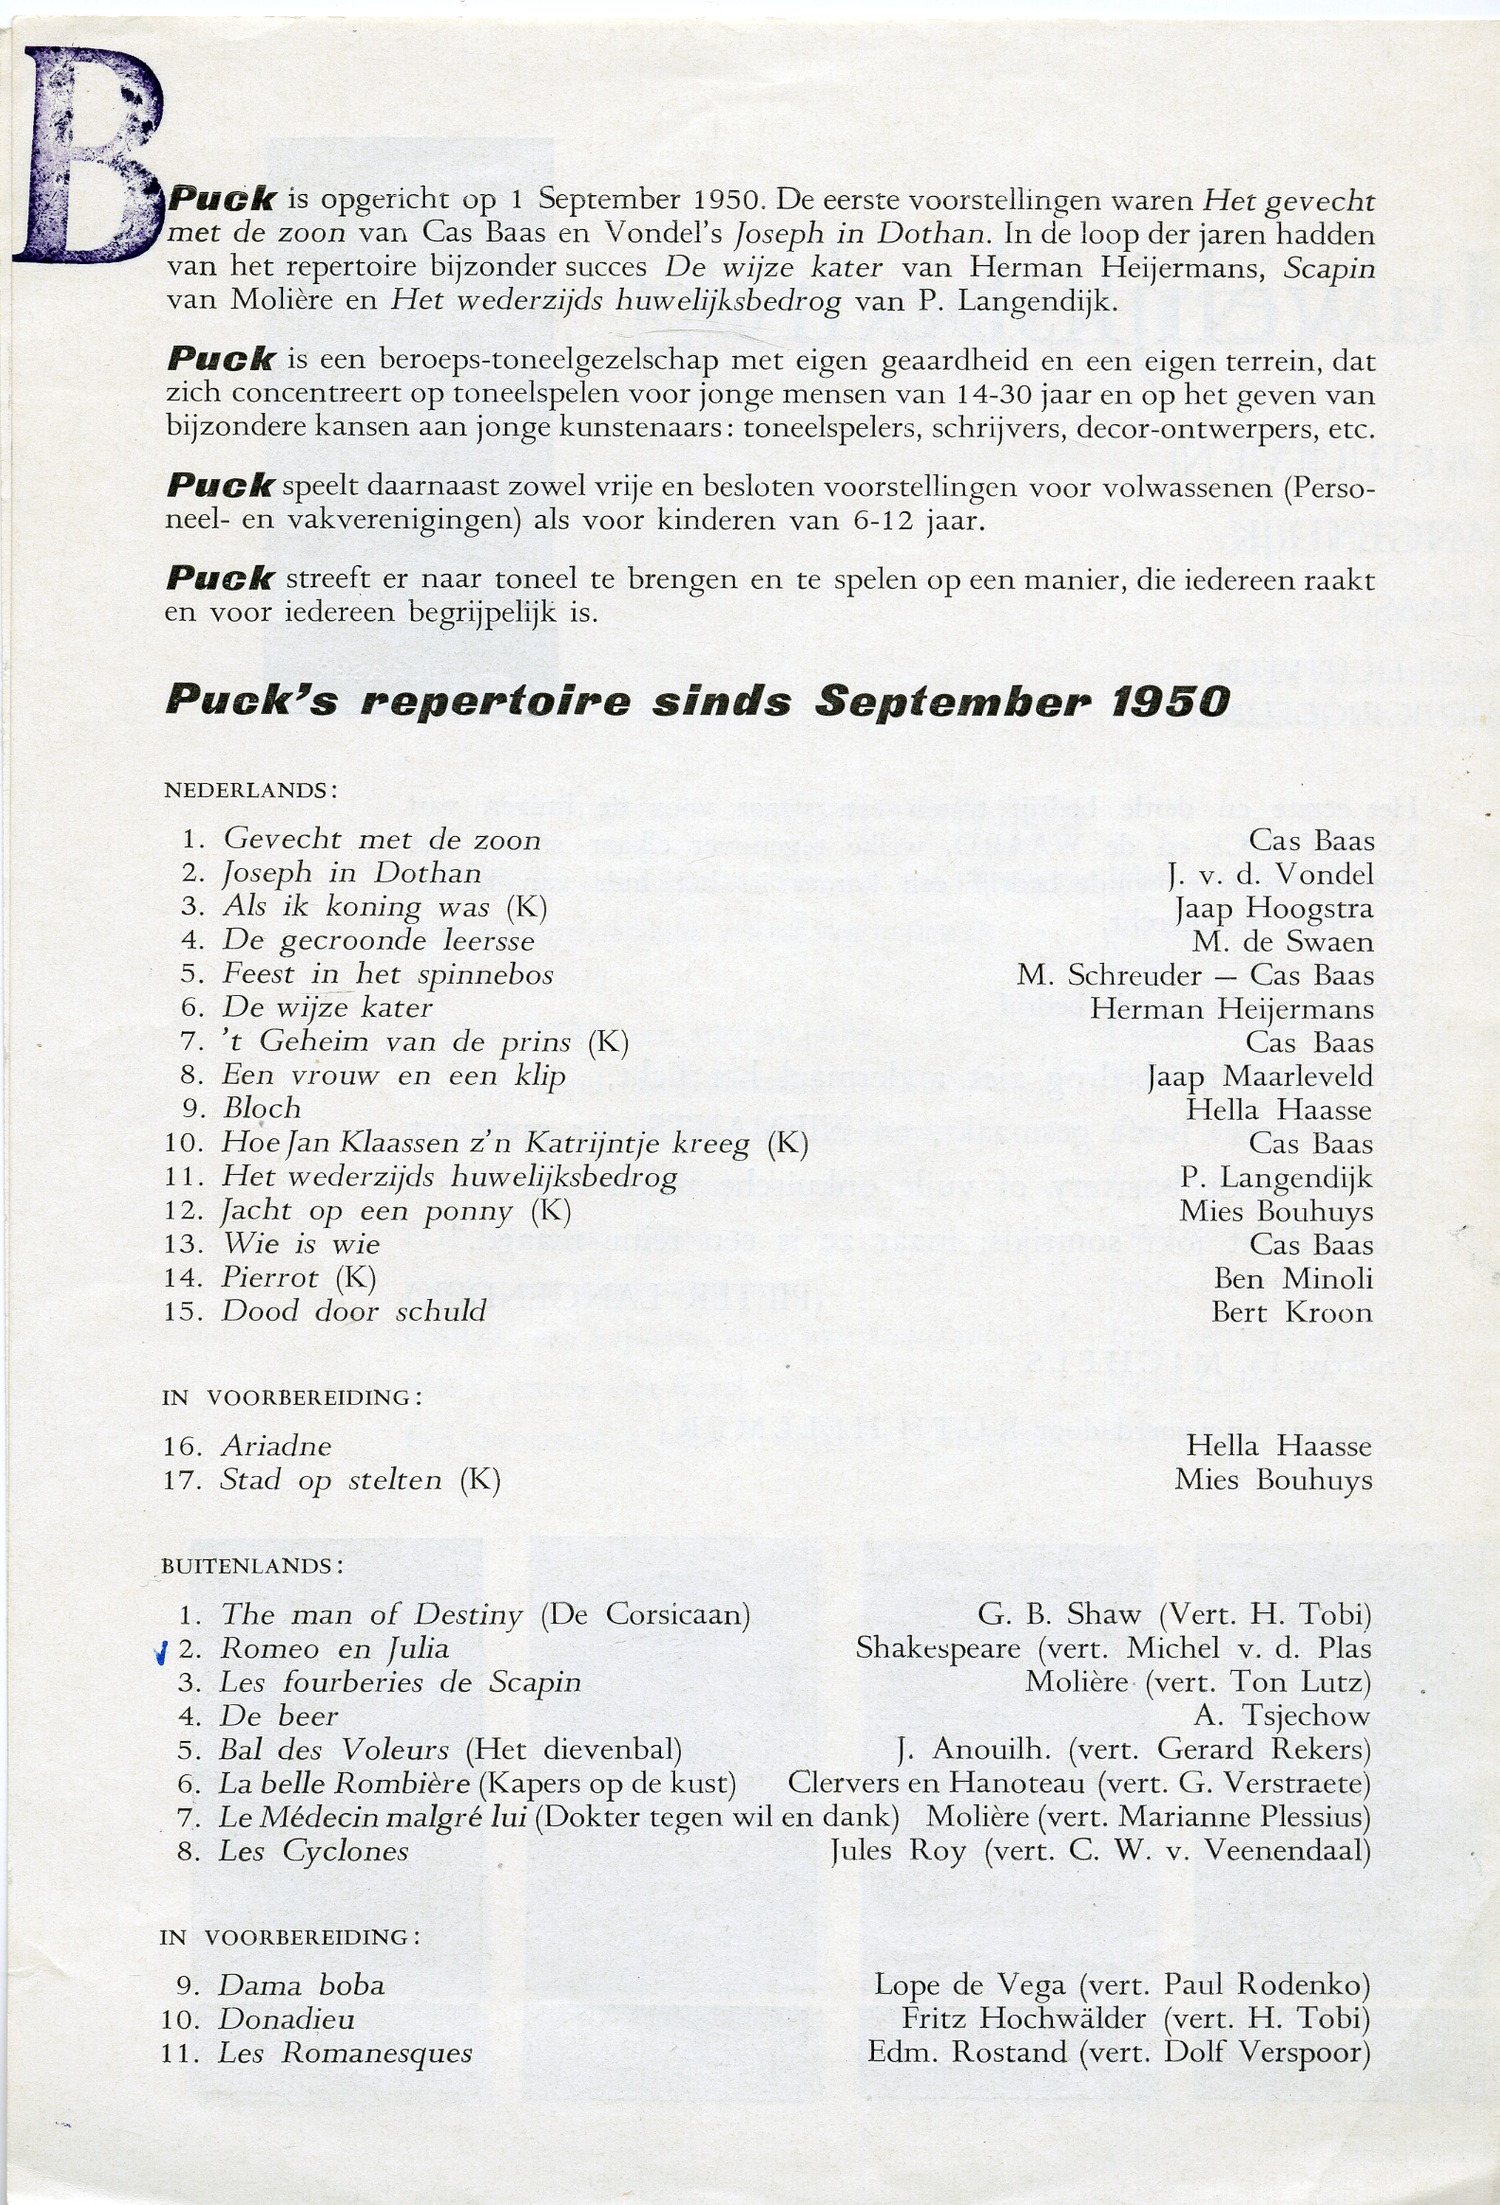 B
Puck is opgericht op 1 September 1950. De eerste voorstellingen waren Het gevecht
met de zoon van Cas Baas en Vondel's Joseph in Dothan. In de loop der jaren hadden
van het repertoire bijzonder succes De wijze kater van Herman Heijermans, Scapin
van Molière en Het wederzijds huwelijksbedrog van P. Langendijk.
Puck is een beroeps-toneelgezelschap met eigen geaardheid en een eigen terrein, dat
zich concentreert op toneelspelen voor jonge mensen van 14-30 jaar en op het geven van
bijzondere kansen aan jonge kunstenaars: toneelspelers, schrijvers, decor-ontwerpers, etc.
Puck speelt daarnaast zowel vrije en besloten voorstellingen voor volwassenen (Perso-
neel- en vakverenigingen) als voor kinderen van 6-12 jaar.
Puck streeft er naar toneel te brengen en te spelen op een manier, die iedereen raakt
en voor iedereen begrijpelijk is.
Puck's repertoire sinds September 1950
NEDERLANDS:
1. Gevecht met de zoon Cas Baas
2. Joseph in Dothan J. v. d. Vondel
3. Als ik koning was (K) Jaap Hoogstra
4. De gecroonde leersse M. de Swaen
5. Feest in het spinnebos M. Schreuder — Cas Baas
6. De wijze kater Herman Heijermans
7. 't Geheim van de prins (K) Cas Baas
8. Een vrouw en een klip Jaap Maarleveld
9. Bloch Hella Haasse
10. Hoe Jan Klaassen z'n Katrijntje kreeg (K) Cas Baas
11. Het wederzijds huwelijksbedrog P. Langendijk
12. Jacht op een ponny (K) Mies Bouhuys
13. Wie is wie Cas Baas
14. Pierrot (K) Ben Minoli
15. Dood door schuld Bert Kroon
IN VOORBEREIDING:
16. Ariadne Hella Haasse
17. Stad op stelten (K) Mies Bouhuys
BUITENLANDS:
1. The man of Destiny (De Corsicaan) G. B. Shaw (Vert. H. Tobi)
2. Romeo en Julia Shakespeare (vert. Michel v. d. Plas
3. Les fourberies de Scapin Molière (vert. Ton Lutz)
4. De beer A. Tsjechow
5. Bal des Voleurs (Het dievenbal) J. Anouilh. (vert. Gerard Rekers)
6. La belle Rombière (Kapers op de kust) Clervers en Hanoteau (vert. G. Verstraete)
7. Le Médecin malgré lui (Dokter tegen wil en dank) Molière (vert. Marianne Plessius)
8. Les Cyclones Jules Roy (vert. C. W. v. Veenendaal)
IN VOORBEREIDING:
9. Dama boba Lope de Vega (vert. Paul Rodenko)
10. Donadieu Fritz Hochwälder (vert. H. Tobi)
11. Les Romanesques Edm. Rostand (vert. Dolf Verspoor)